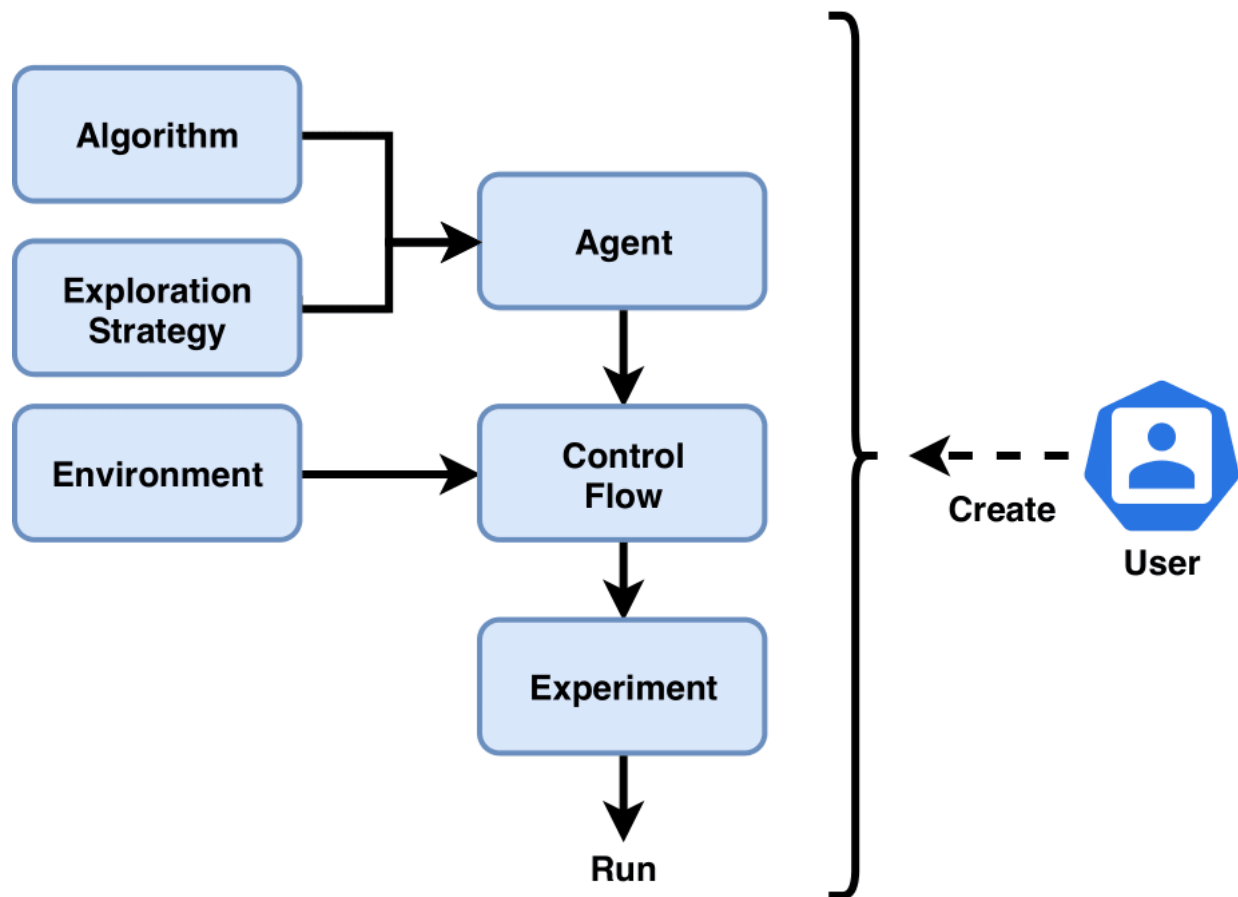 Algorithm
Exploration
Strategy
Environment
Agent
Control
Flow
Experiment
Run
Create
User